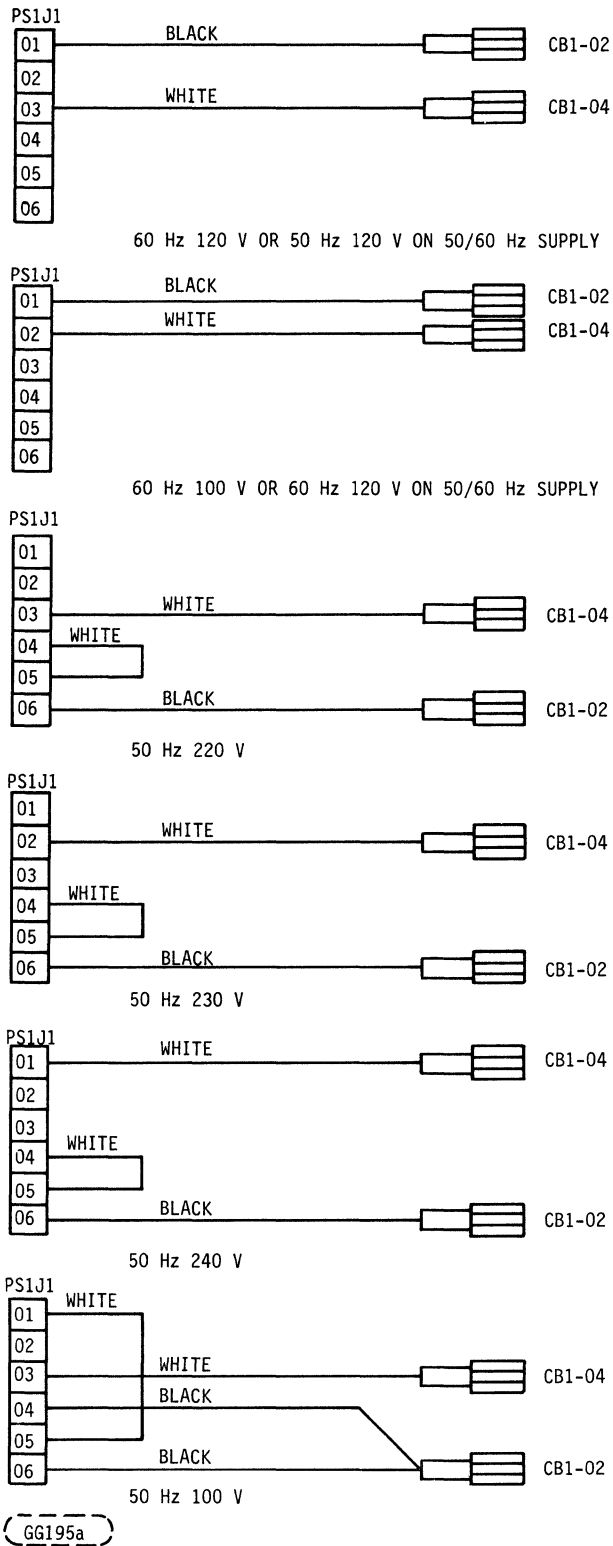 PS1J1
01 BLACK CB1-02
02
03 WHITE CB1-04
04
05
06
60 Hz 120 V OR 50 Hz 120 V ON 50/60 Hz SUPPLY
PS1J1
01 BLACK CB1-02
02 WHITE CB1-04
03
04
05
06
60 Hz 100 V OR 60 Hz 120 V ON 50/60 Hz SUPPLY
PS1J1
01
02
03 WHITE CB1-04
04 WHITE
05
06 BLACK CB1-02
50 Hz 220 V
PS1J1
01
02 WHITE CB1-04
03
04 WHITE
05
06 BLACK CB1-02
50 Hz 230 V
PS1J1
01 WHITE CB1-04
02
03
04 WHITE
05
06 BLACK CB1-02
50 Hz 240 V
PS1J1
01 WHITE
02
03 WHITE CB1-04
04 BLACK
05
06 BLACK CB1-02
50 Hz 100 V
GG195a